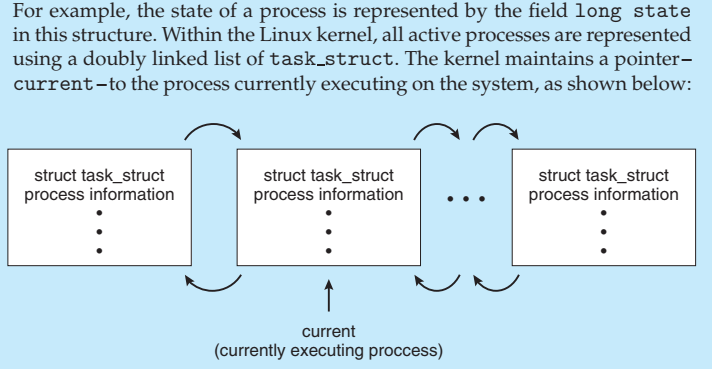 For example, the state of a process is represented by the field long state
in this structure. Within the Linux kernel, all active processes are represented
using a doubly linked list of task_struct. The kernel maintains a pointer–
current–to the process currently executing on the system, as shown below:
struct task_struct
process information
struct task_struct
process information
• • •
struct task_struct
process information
current
(currently executing proccess)